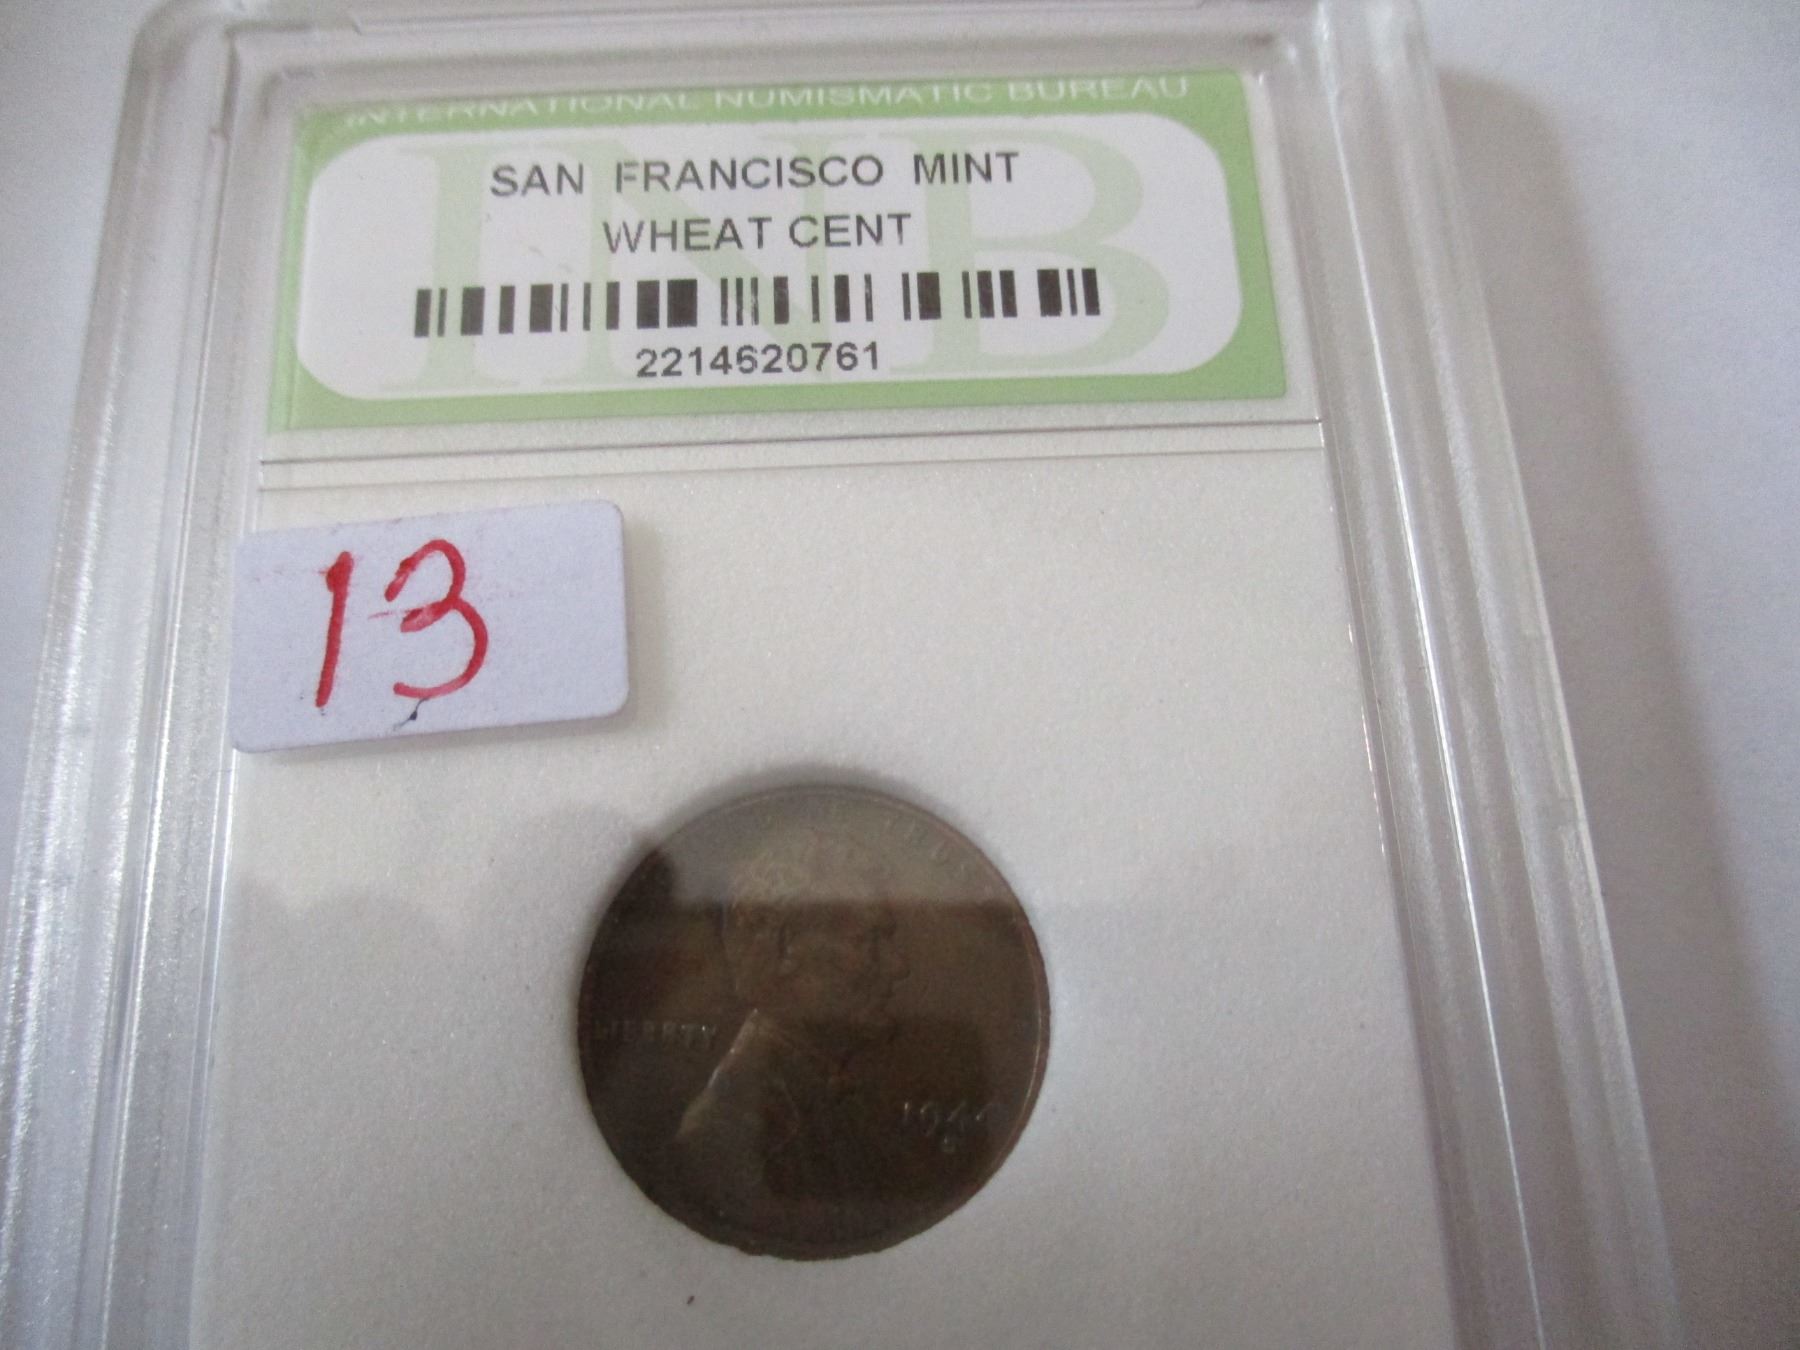 INTERNATIONAL NUMISMATIC BUREAU
SAN FRANCISCO MINT
WHEAT CENT
2214620761
13
LIBERTY